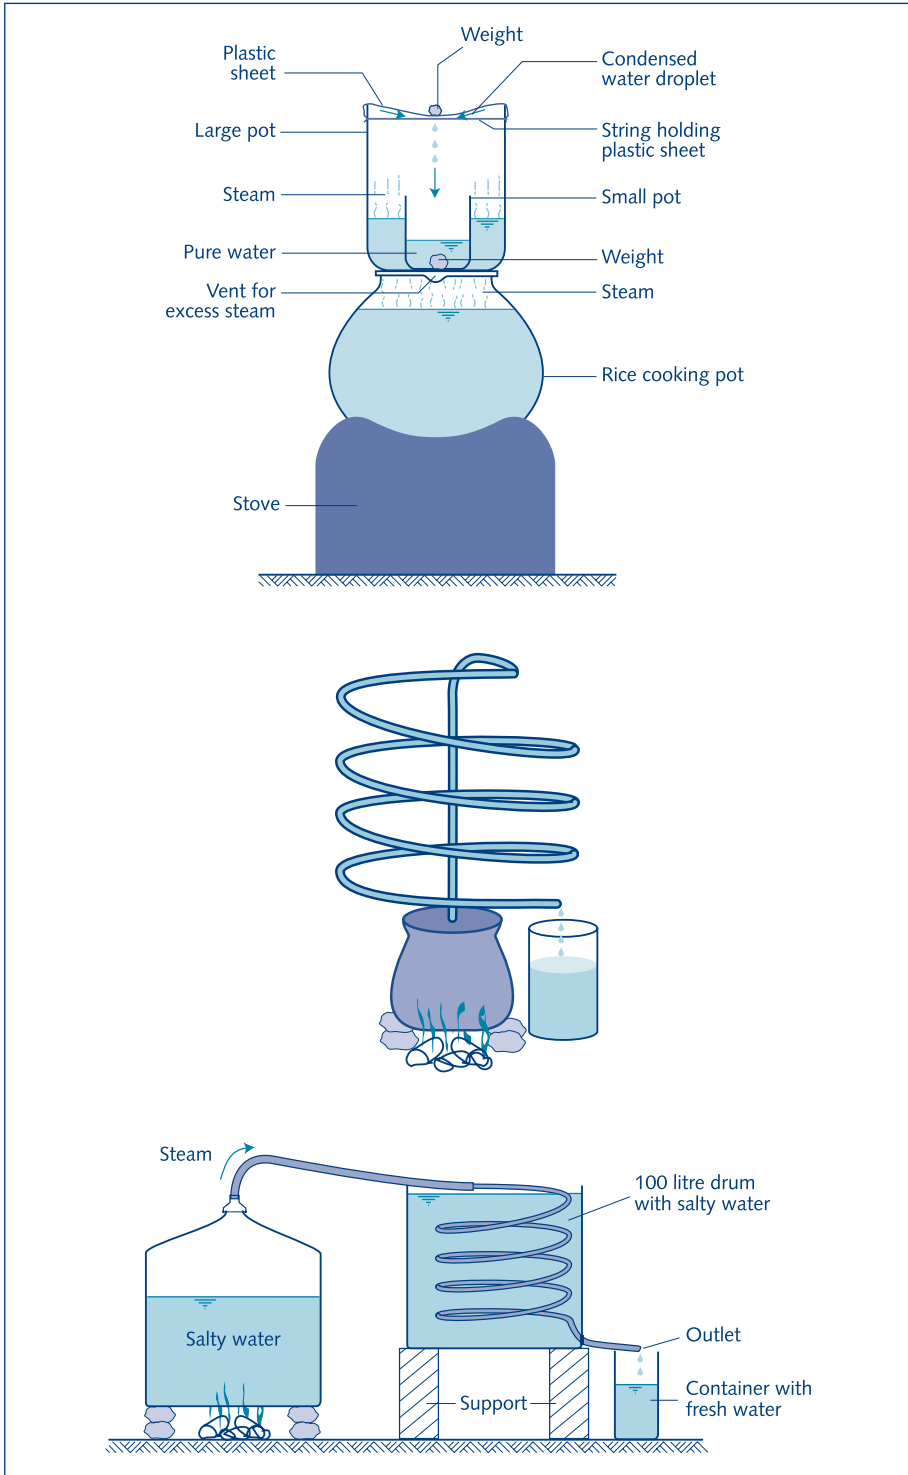 Weight
Plastic
sheet
Condensed
water droplet
Large pot
String holding
plastic sheet
Steam
Small pot
Pure water
Weight
Vent for
excess steam
Steam
Rice cooking pot
Stove
Steam
100 litre drum
with salty water
Salty water
Outlet
Support
Container with
fresh water